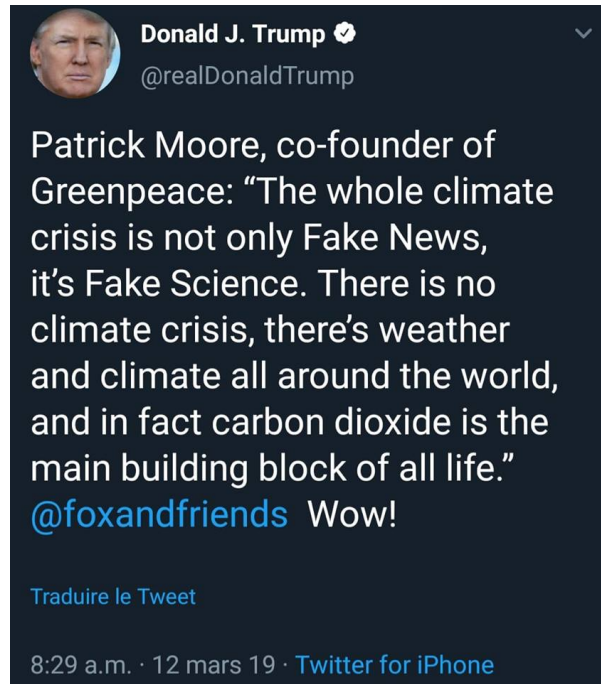 Donald J. Trump
@realDonaldTrump
Patrick Moore, co-founder of
Greenpeace: “The whole climate
crisis is not only Fake News,
it’s Fake Science. There is no
climate crisis, there’s weather
and climate all around the world,
and in fact carbon dioxide is the
main building block of all life.”
@foxandfriends Wow!
Traduire le Tweet
8:29 a.m. · 12 mars 19 · Twitter for iPhone